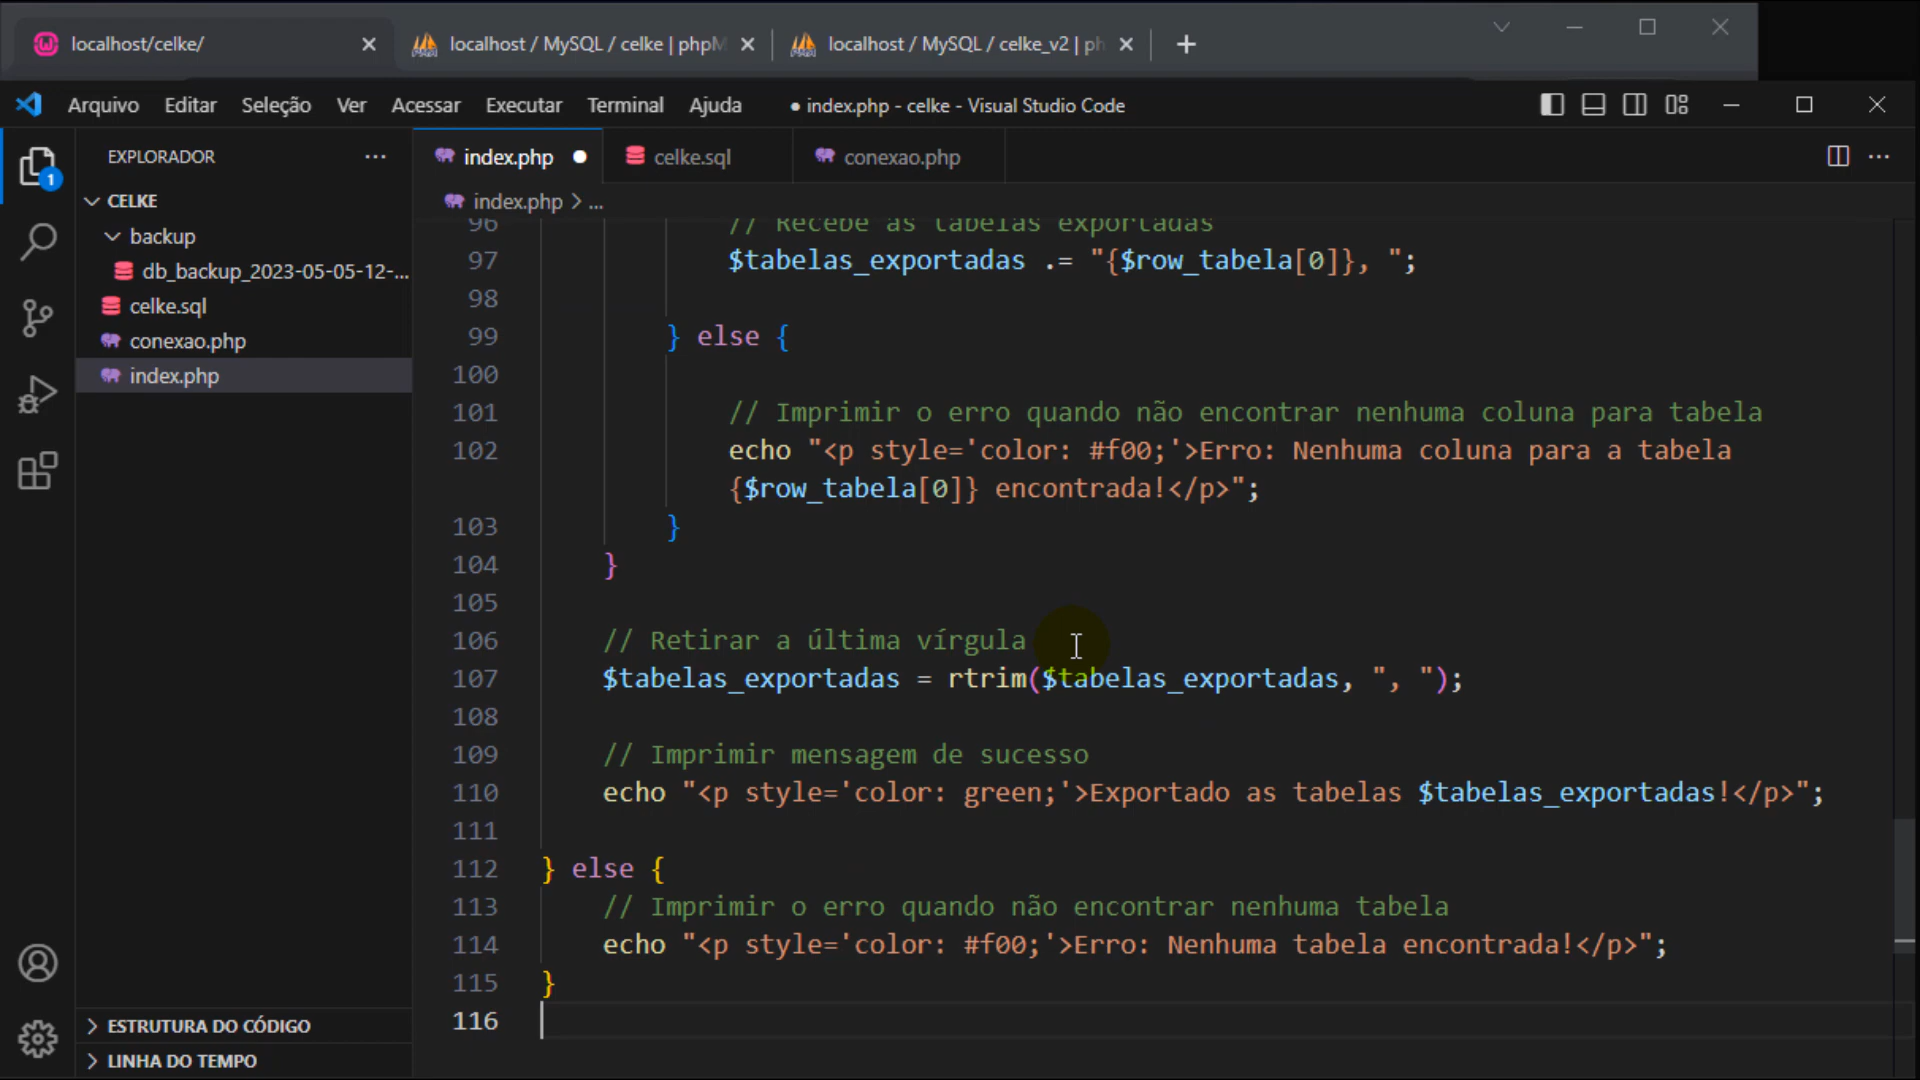 localhost/celke/
localhost / MySQL / celke | phpM
localhost / MySQL / celke_v2 | ph
Arquivo Editar Seleção Ver Acessar Executar Terminal Ajuda
● index.php - celke - Visual Studio Code
EXPLORADOR
index.php
celke.sql
conexao.php
CELKE
index.php > ...
backup
db_backup_2023-05-05-12-...
celke.sql
conexao.php
index.php
1
96 // Recebe as tabelas exportadas
97 $tabelas_exportadas .= "{$row_tabela[0]}, ";
98
99 } else {
100
101 // Imprimir o erro quando não encontrar nenhuma coluna para tabela
102 echo "<p style='color: #f00;'>Erro: Nenhuma coluna para a tabela
{$row_tabela[0]} encontrada!</p>";
103 }
104 }
105
106 // Retirar a última vírgula
107 $tabelas_exportadas = rtrim($tabelas_exportadas, ", ");
108
109 // Imprimir mensagem de sucesso
110 echo "<p style='color: green;'>Exportado as tabelas $tabelas_exportadas!</p>";
111
112 } else {
113 // Imprimir o erro quando não encontrar nenhuma tabela
114 echo "<p style='color: #f00;'>Erro: Nenhuma tabela encontrada!</p>";
115 }
116
ESTRUTURA DO CÓDIGO
LINHA DO TEMPO